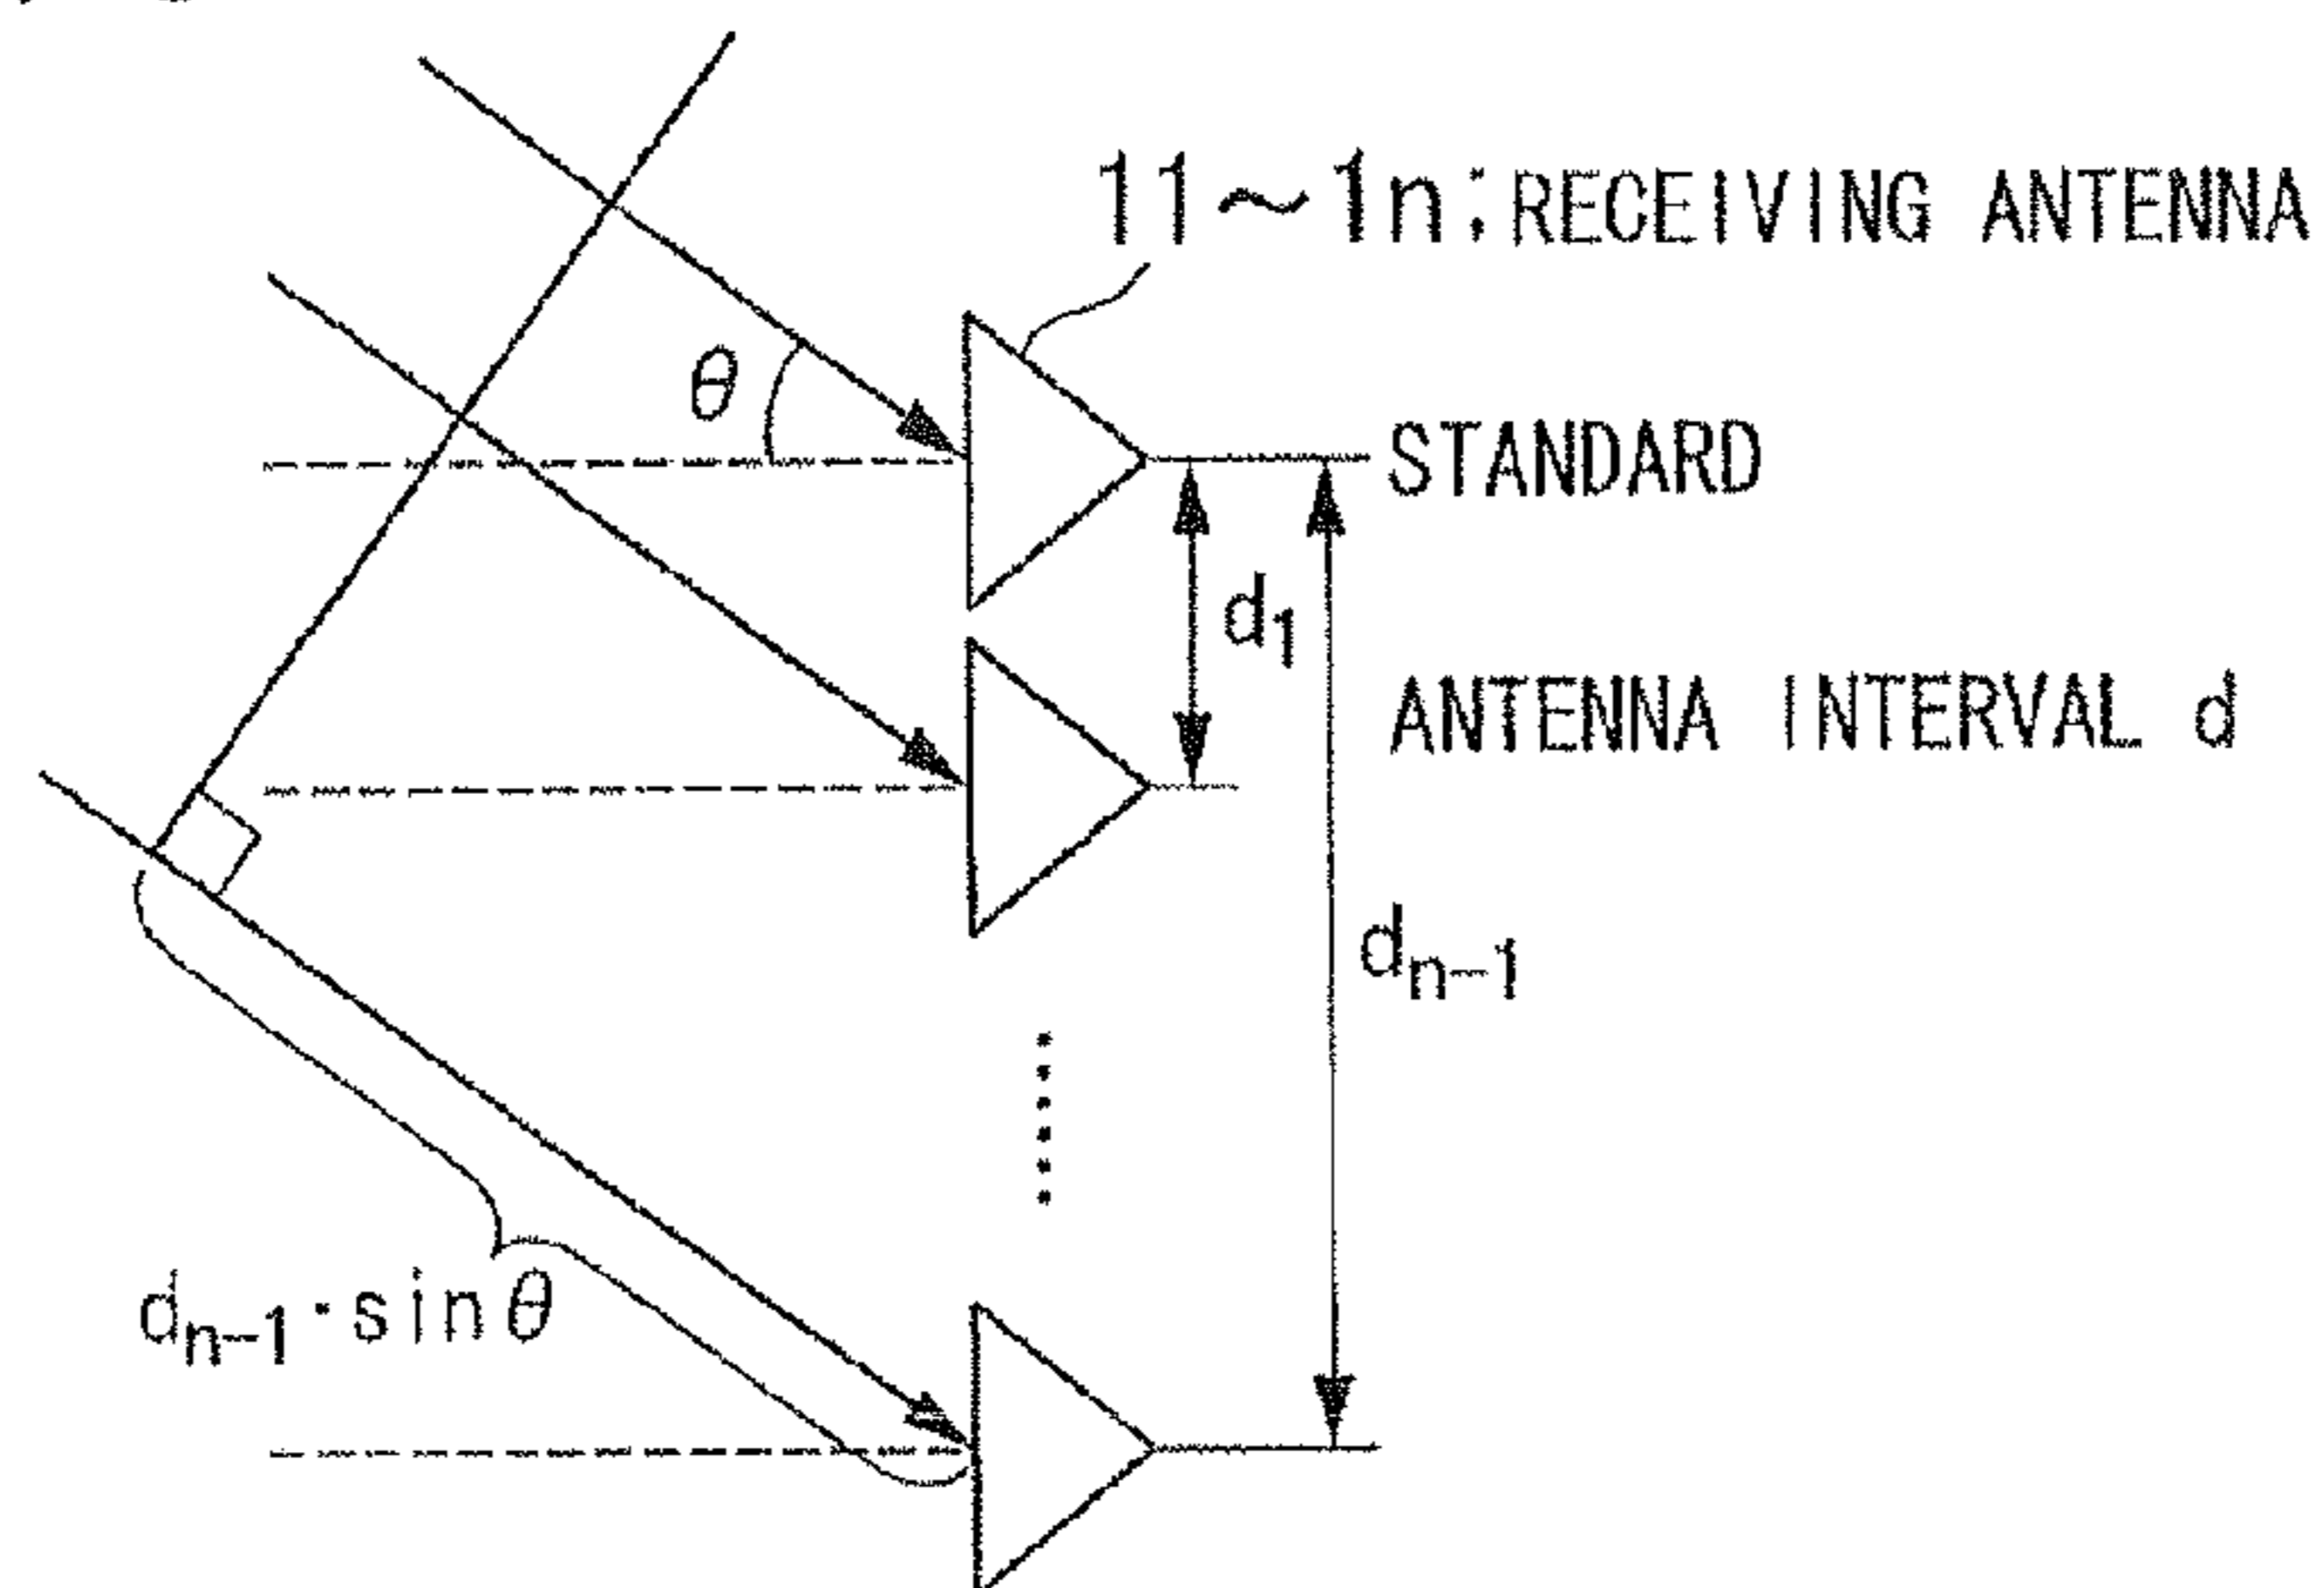 11~1n;RECEIVING ANTENNA
θ
STANDARD
d1
ANTENNA INTERVAL d
dn-1
dn-1·sinθ